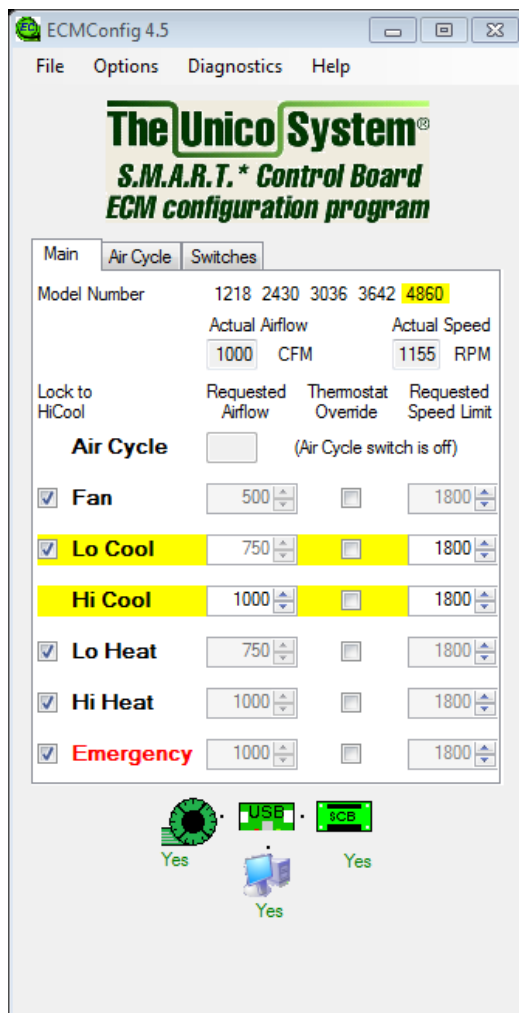 ECMConfig 4.5
File Options Diagnostics Help
The Unico System®
S.M.A.R.T.* Control Board
ECM configuration program
Main Air Cycle Switches
Model Number 1218 2430 3036 3642 4860
Actual Airflow Actual Speed
1000 CFM 1155 RPM
Lock to HiCool Requested Airflow Thermostat Override Requested Speed Limit
Air Cycle (Air Cycle switch is off)
Fan 500 1800
Lo Cool 750 1800
Hi Cool 1000 1800
Lo Heat 750 1800
Hi Heat 1000 1800
Emergency 1000 1800
USB SCB
Yes Yes
Yes